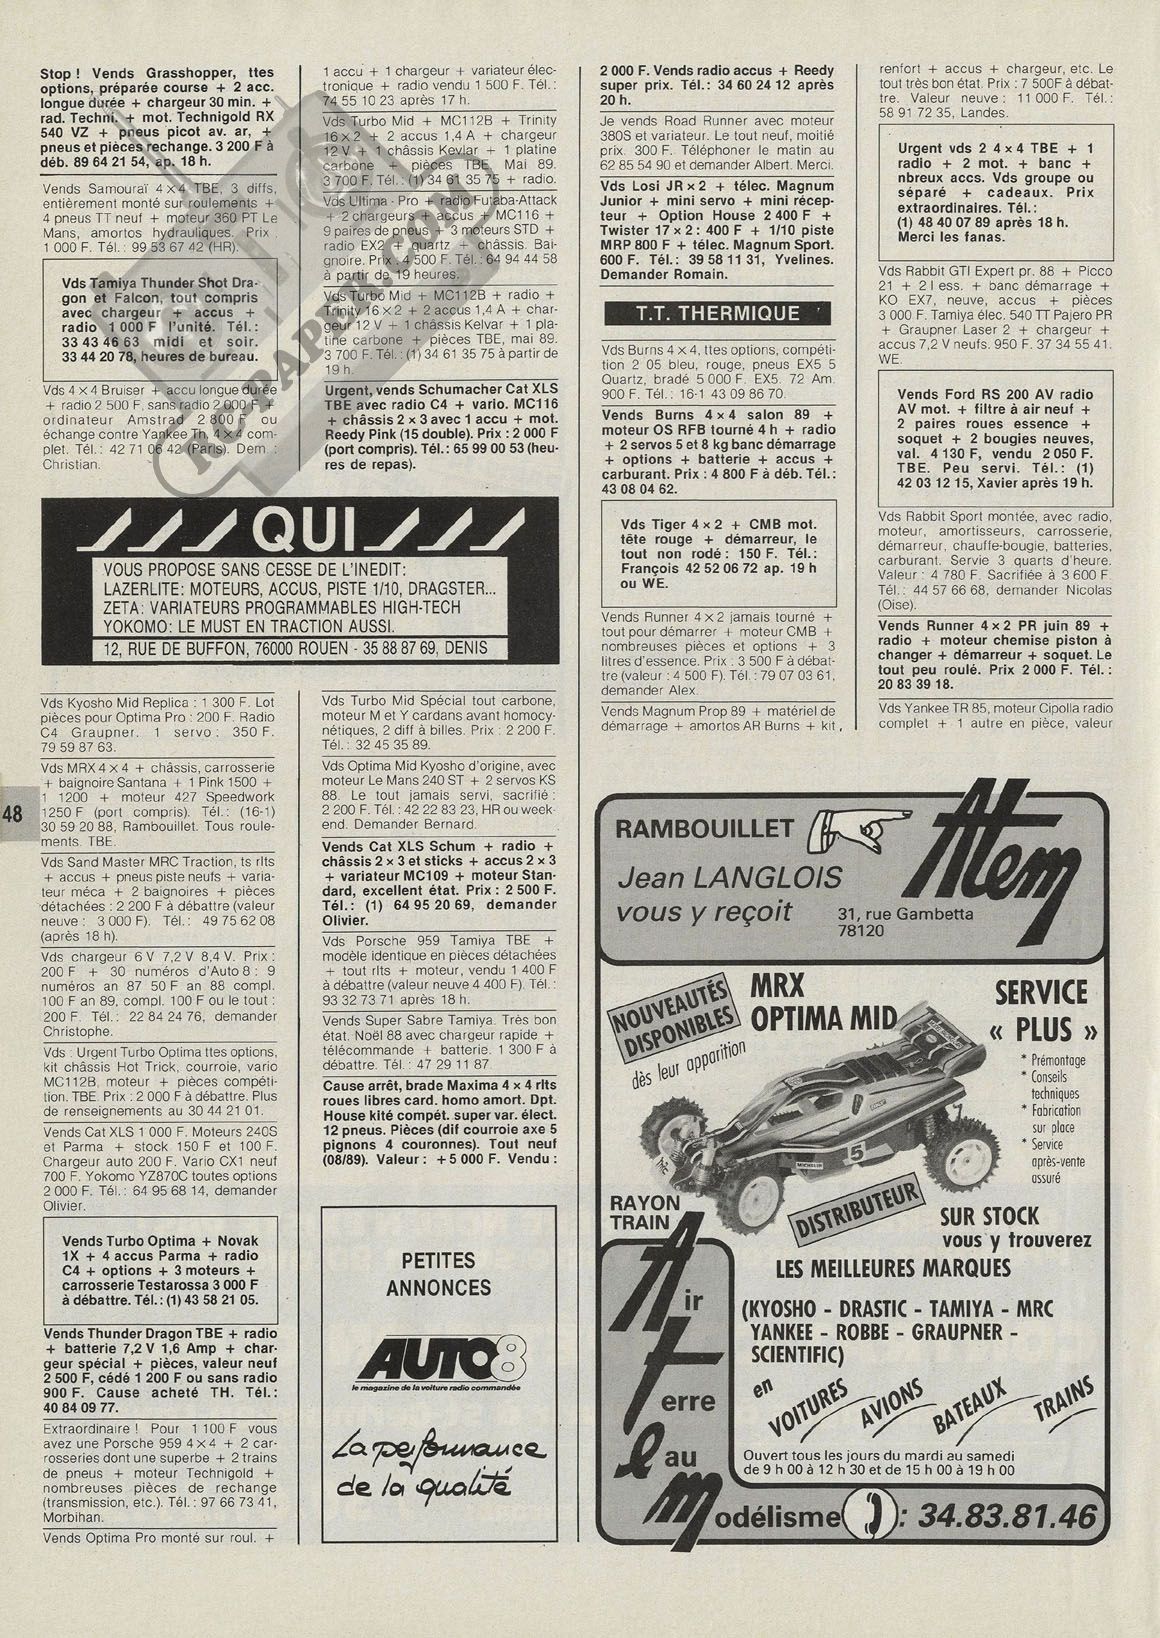 Stop ! Vends Grasshopper, ttes
options, préparée course + 2 acc.
longue durée + chargeur 30 min. +
rad. Techni. + mot. Technigold RX
540 VZ + pneus picot av. ar, +
pneus et pièces rechange. 3 200 F à
déb. 89 64 21 54, ap. 18 h.
Vends Samouraï 4 × 4 TBE, 3 diffs,
entièrement monté sur roulements +
4 pneus TT neuf + moteur 360 PT Le
Mans, amortos hydrauliques. Prix :
1 000 F. Tél. : 99 53 67 42 (HR).
Vds Tamiya Thunder Shot Dra-
gon et Falcon, tout compris
avec chargeur + accus +
radio 1 000 F l'unité. Tél. :
33 43 46 63 midi et soir.
33 44 20 78, heures de bureau.
Vds 4 × 4 Bruiser + accu longue durée
+ radio 2 500 F, sans radio 2 000 F +
ordinateur Amstrad 2 800 F ou
échange contre Yankee Th. 4 × 4 com-
plet. Tél. : 42 71 06 42 (Paris). Dem. :
Christian.
1 accu + 1 chargeur + variateur élec-
tronique + radio vendu 1 500 F. Tél. :
74 55 10 23 après 17 h.
Vds Turbo Mid + MC112B + Trinity
16 × 2 + 2 accus 1,4 A + chargeur
12 V + 1 châssis Kevlar + 1 platine
carbone + pièces TBE, Mai 89.
3 700 F. Tél. : (1) 34 61 35 75 + radio.
Vds Ultima - Pro + radio Futaba-Attack
+ 2 chargeurs + accus + MC116 +
9 paires de pneus + 3 moteurs STD +
radio EX2 + quartz + châssis. Bai-
gnoire. Prix 4 500 F. Tél. : 64 94 44 58
à partir de 19 heures.
Vds Turbo Mid + MC112B + radio +
Trinity 16 × 2 + 2 accus 1,4 A + char-
geur 12 V + 1 châssis Kelvar + 1 pla-
tine carbone + pièces TBE, mai 89.
3 700 F. Tél. : (1) 34 61 35 75 à partir de
19 h.
Urgent, vends Schumacher Cat XLS
TBE avec radio C4 + vario. MC116
+ châssis 2 × 3 avec 1 accu + mot.
Reedy Pink (15 double). Prix : 2 000 F
(port compris). Tél. : 65 99 00 53 (heu-
res de repas).
QUI
VOUS PROPOSE SANS CESSE DE L'INEDIT :
LAZERLITE : MOTEURS, ACCUS, PISTE 1/10, DRAGSTER...
ZETA : VARIATEURS PROGRAMMABLES HIGH-TECH
YOKOMO : LE MUST EN TRACTION AUSSI.
12, RUE DE BUFFON, 76000 ROUEN - 35 88 87 69, DENIS
Vds Kyosho Mid Replica : 1 300 F. Lot
pièces pour Optima Pro : 200 F. Radio
C4 Graupner. 1 servo : 350 F.
79 59 87 63.
Vds MRX 4 × 4 + châssis, carrosserie
+ baignoire Santana + 1 Pink 1500 +
1 1200 + moteur 427 Speedwork
1250 F (port compris). Tél. : (16-1)
30 59 20 88, Rambouillet. Tous roule-
ments. TBE.
Vds Sand Master MRC Traction, ts rlts
+ accus + pneus piste neufs + varia-
teur méca + 2 baignoires + pièces
détachées : 2 200 F à débattre (valeur
neuve : 3 000 F). Tél. : 49 75 62 08
(après 18 h).
Vds chargeur 6 V 7,2 V 8,4 V. Prix :
200 F + 30 numéros d'Auto 8 : 9
numéros an 87 50 F an 88 compl.
100 F an 89, compl. 100 F ou le tout :
200 F. Tél. : 22 84 24 76, demander
Christophe.
Vds : Urgent Turbo Optima ttes options,
kit châssis Hot Trick, courroie, vario
MC112B, moteur + pièces compéti-
tion. TBE. Prix : 2 000 F à débattre. Plus
de renseignements au 30 44 21 01.
Vends Cat XLS 1 000 F. Moteurs 240S
et Parma + stock 150 F et 100 F.
Chargeur auto 200 F. Vario CX1 neuf
700 F. Yokomo YZ870C toutes options
2 000 F. Tél. : 64 95 68 14, demander
Olivier.
Vends Turbo Optima + Novak
1X + 4 accus Parma + radio
C4 + options + 3 moteurs +
carrosserie Testarossa 3 000 F
à débattre. Tél. : (1) 43 58 21 05.
Vends Thunder Dragon TBE + radio
+ batterie 7,2 V 1,6 Amp + char-
geur spécial + pièces, valeur neuf
2 500 F, cédé 1 200 F ou sans radio
900 F. Cause acheté TH. Tél. :
40 84 09 77.
Extraordinaire ! Pour 1 100 F vous
avez une Porsche 959 4 × 4 + 2 car-
rosseries dont une superbe + 2 trains
de pneus + moteur Technigold +
nombreuses pièces de rechange
(transmission, etc.). Tél. : 97 66 73 41,
Morbihan.
Vends Optima Pro monté sur roul. +
Vds Turbo Mid Spécial tout carbone,
moteur M et Y cardans avant homocy-
nétiques, 2 diff à billes. Prix : 2 200 F.
Tél. : 32 45 35 89.
Vds Optima Mid Kyosho d'origine, avec
moteur Le Mans 240 ST + 2 servos KS
88. Le tout jamais servi, sacrifié :
2 200 F. Tél. : 42 22 83 23, HR ou week-
end. Demander Bernard.
Vends Cat XLS Schum + radio +
châssis 2 × 3 et sticks + accus 2 × 3
+ variateur MC109 + moteur Stan-
dard, excellent état. Prix : 2 500 F.
Tél. : (1) 64 95 20 69, demander
Olivier.
Vds Porsche 959 Tamiya TBE +
modèle identique en pièces détachées
+ tout rlts + moteur, vendu 1 400 F
à débattre (valeur neuve 4 400 F). Tél. :
93 32 73 71 après 18 h.
Vends Super Sabre Tamiya. Très bon
état. Noël 88 avec chargeur rapide +
télécommande + batterie. 1 300 F à
débattre. Tél. : 47 29 11 87.
Cause arrêt, brade Maxima 4 × 4 rlts
roues libres card. homo amort. Dpt.
House kité compét. super var. élect.
12 pneus. Pièces (dif courroie axe 5
pignons 4 couronnes). Tout neuf
(08/89). Valeur : +5 000 F. Vendu :
PETITES
ANNONCES
AUTO8
le magazine de la voiture radio commandée
La performance
de la qualité
2 000 F. Vends radio accus + Reedy
super prix. Tél. : 34 60 24 12 après
20 h.
Je vends Road Runner avec moteur
380S et variateur. Le tout neuf, moitié
prix. 300 F. Téléphoner le matin au
62 85 54 90 et demander Albert. Merci.
Vds Losi JR × 2 + télec. Magnum
Junior + mini servo + mini récep-
teur + Option House 2 400 F +
Twister 17 × 2 : 400 F + 1/10 piste
MRP 800 F + télec. Magnum Sport.
600 F. Tél. : 39 58 11 31, Yvelines.
Demander Romain.
T.T. THERMIQUE
Vds Burns 4 × 4, ttes options, compéti-
tion 2 05 bleu, rouge, pneus EX5 5
Quartz, bradé 5 000 F. EX5. 72 Am.
900 F. Tél. : 16-1 43 09 86 70.
Vends Burns 4 × 4 salon 89 +
moteur OS RFB tourné 4 h + radio
+ 2 servos 5 et 8 kg banc démarrage
+ options + batterie + accus +
carburant. Prix : 4 800 F à déb. Tél. :
43 08 04 62.
Vds Tiger 4 × 2 + CMB mot.
tête rouge + démarreur, le
tout non rodé : 150 F. Tél. :
François 42 52 06 72 ap. 19 h
ou WE.
Vends Runner 4 × 2 jamais tourné +
tout pour démarrer + moteur CMB +
nombreuses pièces et options + 3
litres d'essence. Prix : 3 500 F à débat-
tre (valeur : 4 500 F). Tél. : 79 07 03 61,
demander Alex.
Vends Magnum Prop 89 + matériel de
démarrage + amortos AR Burns + kit,
renfort + accus + chargeur, etc. Le
tout très bon état. Prix : 7 500F à débat-
tre. Valeur neuve : 11 000 F. Tél. :
58 91 72 35, Landes.
Urgent vds 2 4 × 4 TBE + 1
radio + 2 mot. + banc +
nbreux accs. Vds groupe ou
séparé + cadeaux. Prix
extraordinaires. Tél. :
(1) 48 40 07 89 après 18 h.
Merci les fanas.
Vds Rabbit GTI Expert pr. 88 + Picco
21 + 2 l ess. + banc démarrage +
KO EX7, neuve, accus + pièces
3 000 F. Tamiya élec. 540 TT Pajero PR
+ Graupner Laser 2 + chargeur +
accus 7,2 V neufs. 950 F. 37 34 55 41.
WE.
Vends Ford RS 200 AV radio
AV mot. + filtre à air neuf +
2 paires roues essence +
soquet + 2 bougies neuves,
val. 4 130 F, vendu 2 050 F.
TBE. Peu servi. Tél. : (1)
42 03 12 15, Xavier après 19 h.
Vds Rabbit Sport montée, avec radio,
moteur, amortisseurs, carrosserie,
démarreur, chauffe-bougie, batteries,
carburant. Servie 3 quarts d'heure.
Valeur : 4 780 F. Sacrifiée à 3 600 F.
Tél. : 44 57 66 68, demander Nicolas
(Oise).
Vends Runner 4 × 2 PR juin 89 +
radio + moteur chemise piston à
changer + démarreur + soquet. Le
tout peu roulé. Prix 2 000 F. Tél. :
20 83 39 18.
Vds Yankee TR 85, moteur Cipolla radio
complet + 1 autre en pièce, valeur
48
RAMBOUILLET
Jean LANGLOIS
vous y reçoit
Atem
31, rue Gambetta
78120
NOUVEAUTÉS
DISPONIBLES
dès leur apparition
MRX
OPTIMA MID
SERVICE
« PLUS »
* Prémontage
* Conseils
techniques
* Fabrication
sur place
* Service
après-vente
assuré
MICHELIN
5
RAYON
TRAIN
DISTRIBUTEUR
SUR STOCK
vous y trouverez
LES MEILLEURES MARQUES
(KYOSHO - DRASTIC - TAMIYA - MRC
YANKEE - ROBBE - GRAUPNER -
SCIENTIFIC)
en
VOITURES
AVIONS
BATEAUX
TRAINS
Air
Terre
Eau
Modélisme
Ouvert tous les jours du mardi au samedi
de 9 h 00 à 12 h 30 et de 15 h 00 à 19 h 00
: 34.83.81.46
RC-PAPER.COM